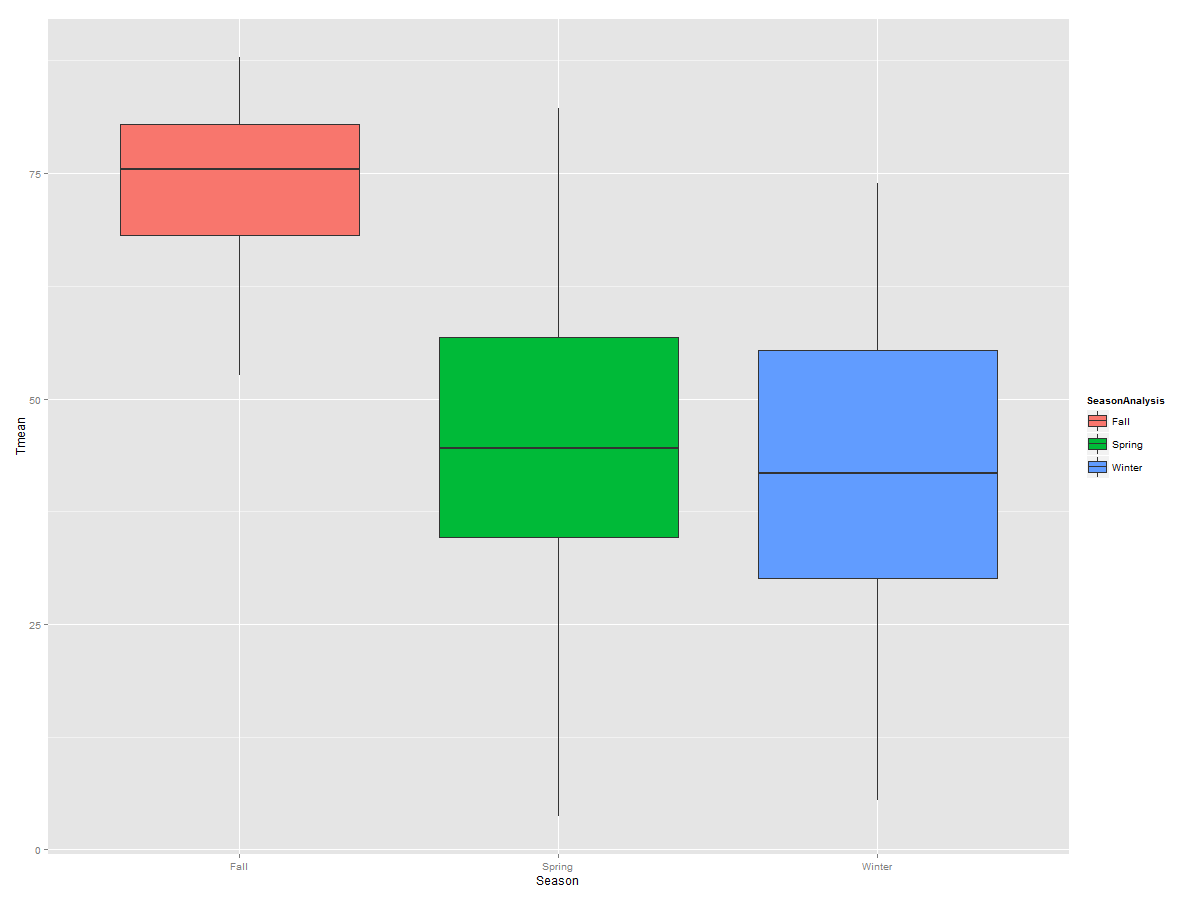 75
50
25
0
Tmean
Fall
Spring
Winter
Season
SeasonAnalysis
Fall
Spring
Winter